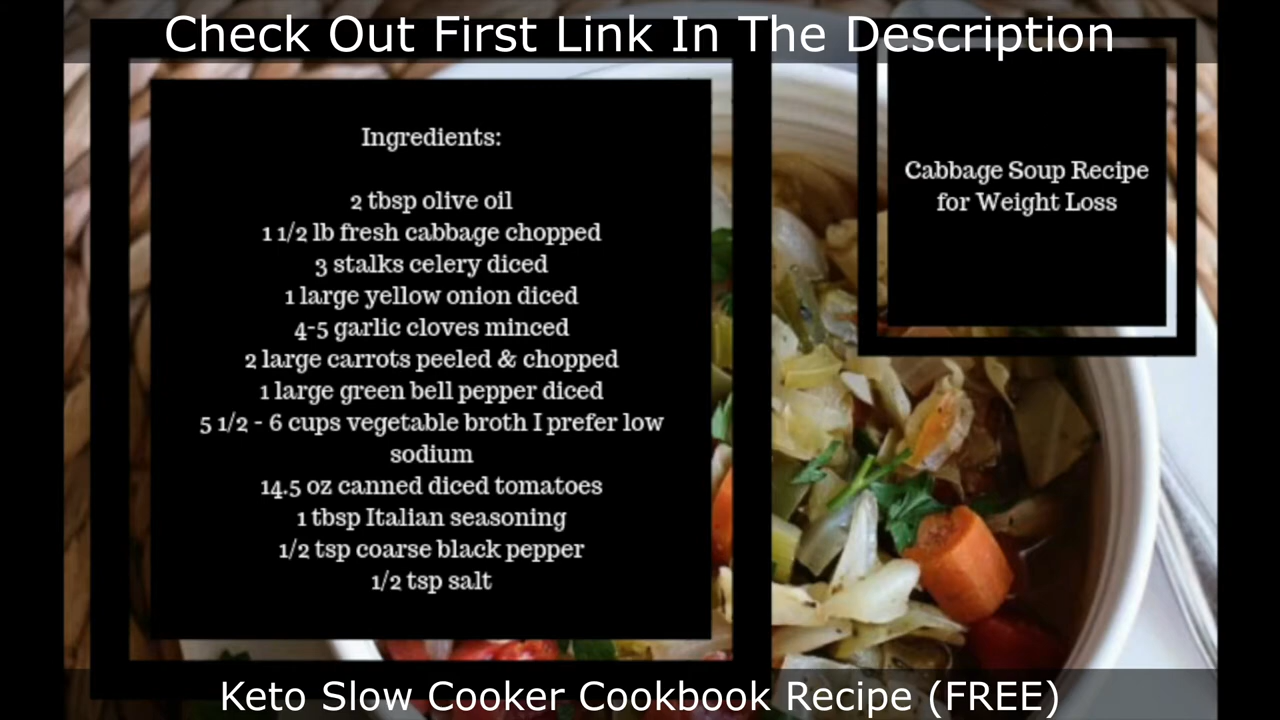 Check Out First Link In The Description
Ingredients:
2 tbsp olive oil
1 1/2 lb fresh cabbage chopped
3 stalks celery diced
1 large yellow onion diced
4-5 garlic cloves minced
2 large carrots peeled & chopped
1 large green bell pepper diced
5 1/2 - 6 cups vegetable broth I prefer low
sodium
14.5 oz canned diced tomatoes
1 tbsp Italian seasoning
1/2 tsp coarse black pepper
1/2 tsp salt
Cabbage Soup Recipe
for Weight Loss
Keto Slow Cooker Cookbook Recipe (FREE)